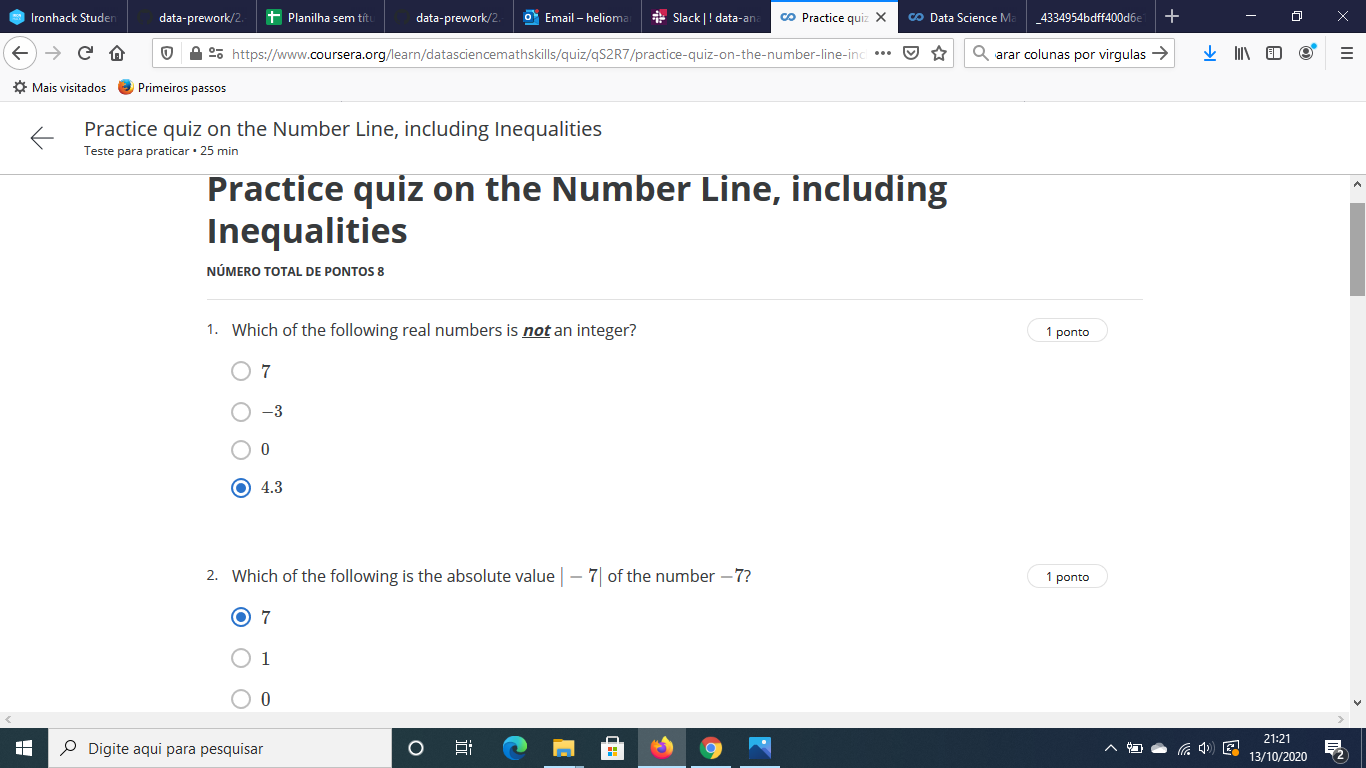 Ironhack Studen
data-prework/2.
Planilha sem títu
data-prework/2.
Email – helioma
Slack | ! data-ana
Practice quiz
Data Science Ma
_4334954bdff400d6e
https://www.coursera.org/learn/datasciencemathskills/quiz/qS2R7/practice-quiz-on-the-number-line-inc
arar colunas por virgulas
Mais visitados
Primeiros passos
Practice quiz on the Number Line, including Inequalities
Teste para praticar • 25 min
Practice quiz on the Number Line, including
Inequalities
NÚMERO TOTAL DE PONTOS 8
1. Which of the following real numbers is not an integer?
1 ponto
7
−3
0
4.3
2. Which of the following is the absolute value | − 7| of the number −7?
1 ponto
7
1
0
Digite aqui para pesquisar
21:21
13/10/2020
2